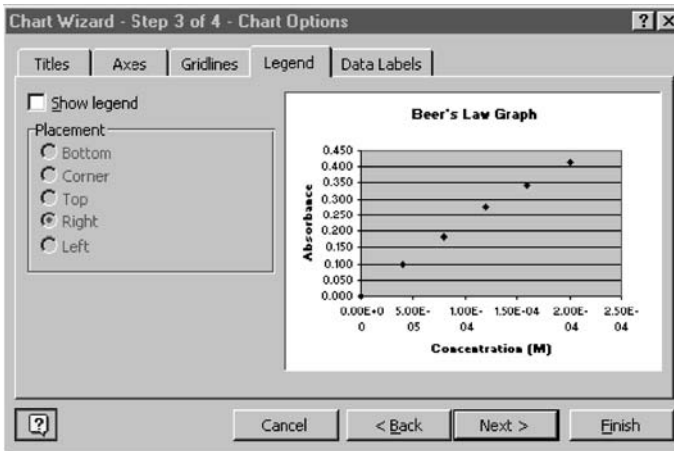 Chart Wizard - Step 3 of 4 - Chart Options
Titles Axes Gridlines Legend Data Labels
Show legend
Placement
Bottom
Corner
Top
Right
Left
Beer's Law Graph
0.450
0.400
0.350
0.300
0.250
0.200
0.150
0.100
0.050
0.000
Absorbance
0.00E+0 5.00E- 1.00E- 1.50E-04 2.00E- 2.50E-
0 05 04 04 04
Concentration (M)
Cancel < Back Next > Finish